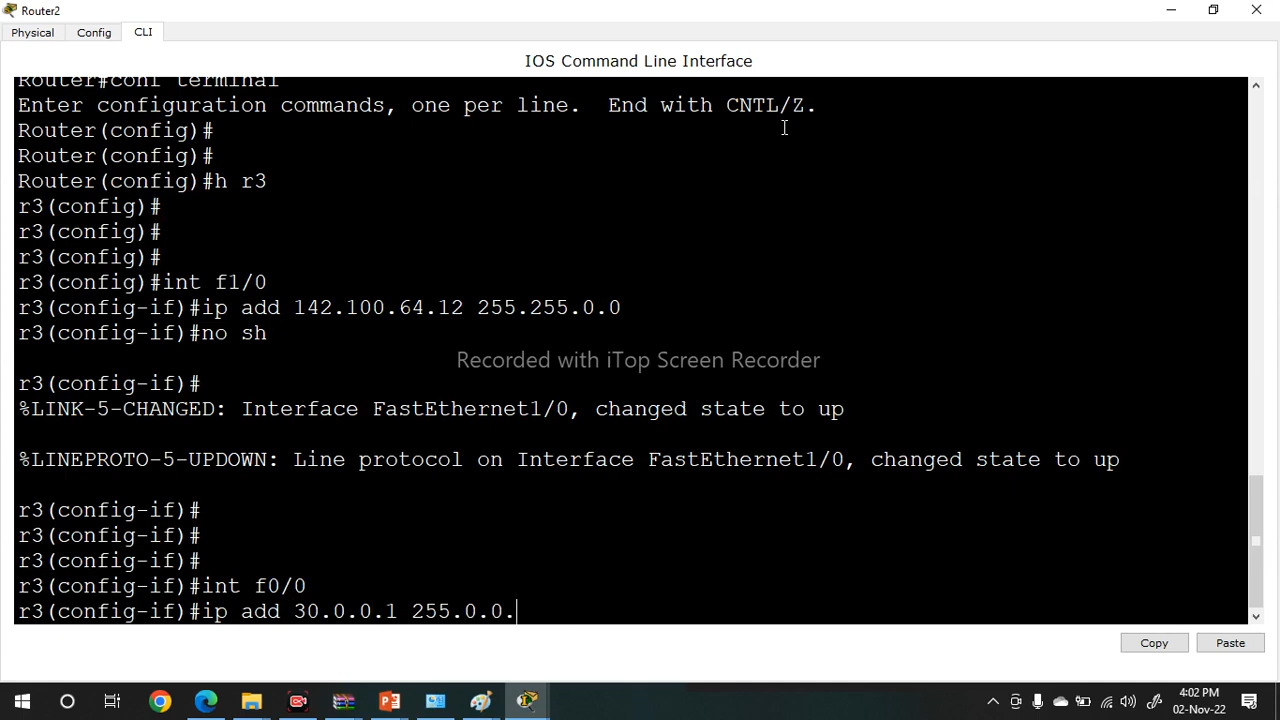 Router2
Physical Config CLI
IOS Command Line Interface
Router#conf terminal
Enter configuration commands, one per line.  End with CNTL/Z.
Router(config)#
Router(config)#
Router(config)#h r3
r3(config)#
r3(config)#
r3(config)#
r3(config)#int f1/0
r3(config-if)#ip add 142.100.64.12 255.255.0.0
r3(config-if)#no sh
Recorded with iTop Screen Recorder
r3(config-if)#
%LINK-5-CHANGED: Interface FastEthernet1/0, changed state to up
%LINEPROTO-5-UPDOWN: Line protocol on Interface FastEthernet1/0, changed state to up
r3(config-if)#
r3(config-if)#
r3(config-if)#
r3(config-if)#int f0/0
r3(config-if)#ip add 30.0.0.1 255.0.0.
Copy Paste
4:02 PM
02-Nov-22